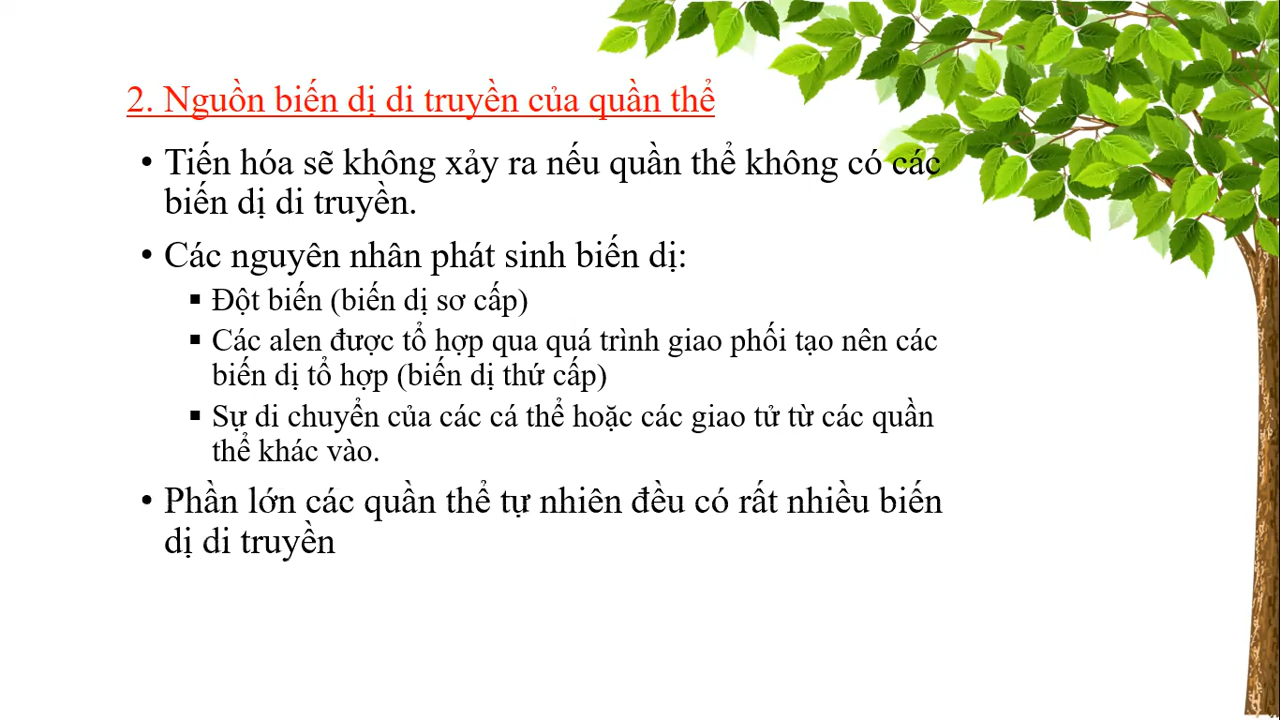 2. Nguồn biến dị di truyền của quần thể
• Tiến hóa sẽ không xảy ra nếu quần thể không có các
biến dị di truyền.
• Các nguyên nhân phát sinh biến dị:
▪ Đột biến (biến dị sơ cấp)
▪ Các alen được tổ hợp qua quá trình giao phối tạo nên các
biến dị tổ hợp (biến dị thứ cấp)
▪ Sự di chuyển của các cá thể hoặc các giao tử từ các quần
thể khác vào.
• Phần lớn các quần thể tự nhiên đều có rất nhiều biến
dị di truyền